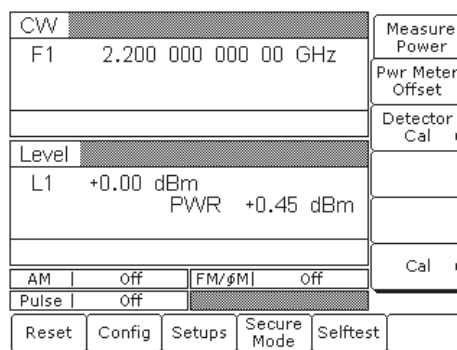 CW
F1 2.200 000 000 00 GHz
Level
L1 +0.00 dBm
PWR +0.45 dBm
AM | Off
FM/ϕM| Off
Pulse | Off
Measure
Power
Pwr Meter
Offset
Detector
Cal
Cal
Reset
Config
Setups
Secure
Mode
Selftest